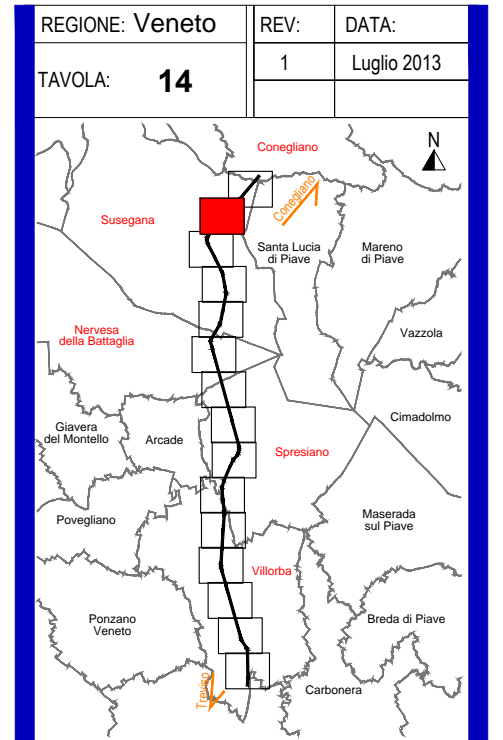 REGIONE: Veneto
REV:
DATA:
TAVOLA: 14
1
Luglio 2013
N
Conegliano
Conegliano
Susegana
Santa Lucia
di Piave
Mareno
di Piave
Nervesa
della Battaglia
Vazzola
Giavera
del Montello
Arcade
Cimadolmo
Spresiano
Povegliano
Maserada
sul Piave
Villorba
Ponzano
Veneto
Breda di Piave
Treviso
Carbonera